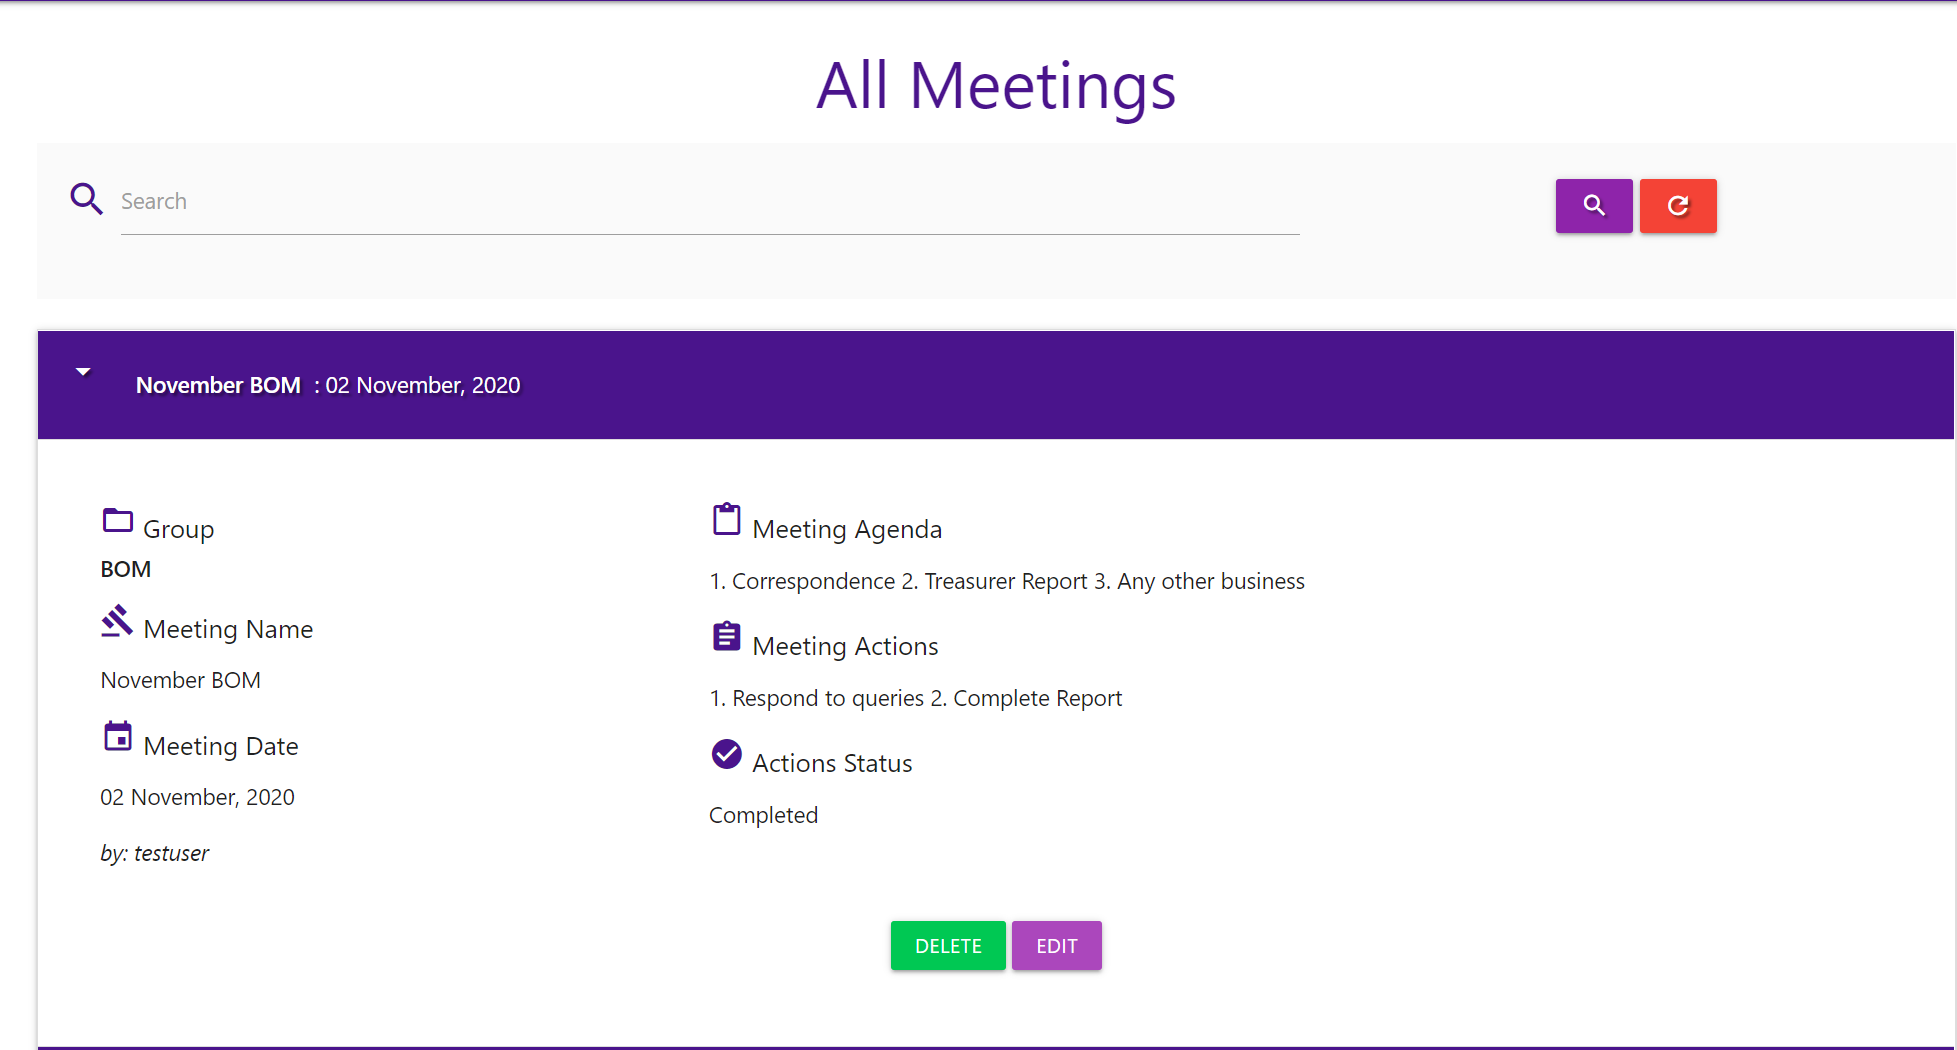 All Meetings
Search
November BOM : 02 November, 2020
Group
BOM
Meeting Name
November BOM
Meeting Date
02 November, 2020
by: testuser
Meeting Agenda
1. Correspondence 2. Treasurer Report 3. Any other business
Meeting Actions
1. Respond to queries 2. Complete Report
Actions Status
Completed
DELETE EDIT